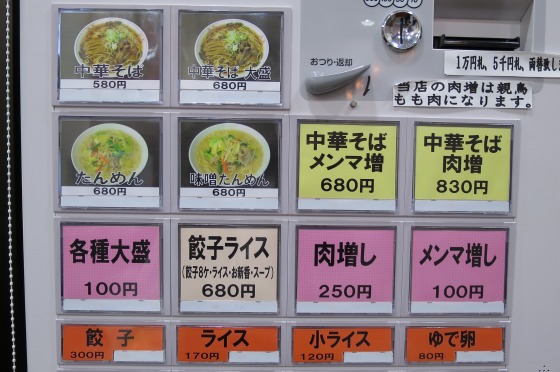 中華そば
580円
中華そば大盛
680円
おつり・返却
1万円札、5千円札、両替致し
当店の肉増は親鳥
もも肉になります。
たんめん
680円
味噌たんめん
680円
中華そば
メンマ増
680円
中華そば
肉増
830円
各種大盛
100円
餃子ライス
(餃子8ケ・ライス・お新香・スープ)
680円
肉増し
250円
メンマ増し
100円
餃子
300円
ライス
170円
小ライス
120円
ゆで卵
80円